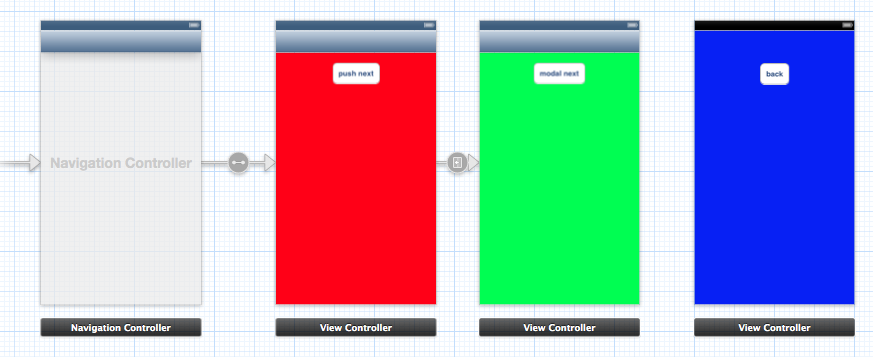 push next
modal next
back
Navigation Controller
Navigation Controller
View Controller
View Controller
View Controller